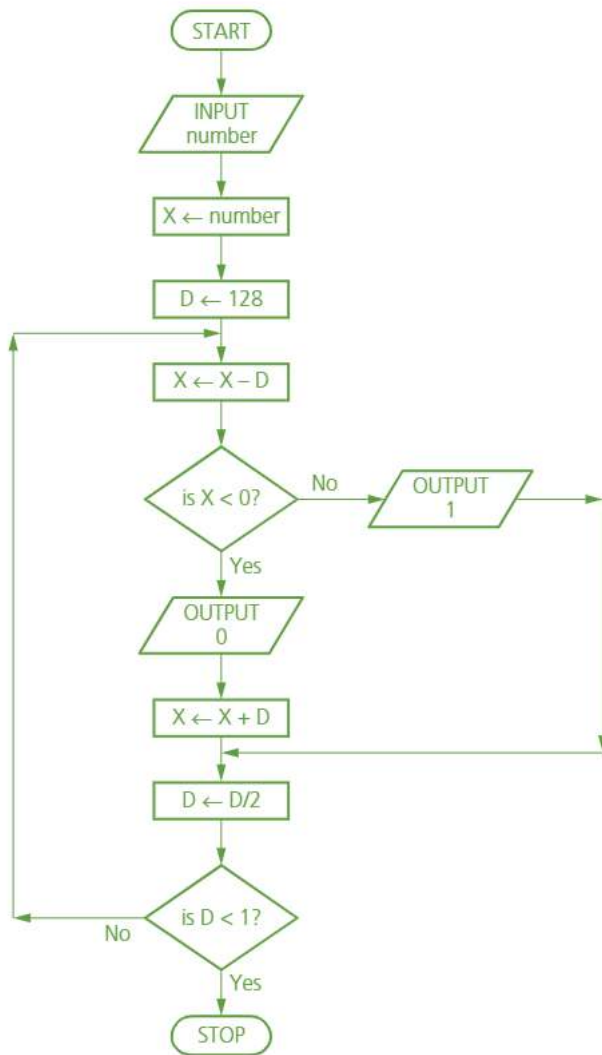 START
INPUT
number
X ← number
D ← 128
X ← X – D
is X < 0?
No
OUTPUT
1
Yes
OUTPUT
0
X ← X + D
D ← D/2
is D < 1?
No
Yes
STOP